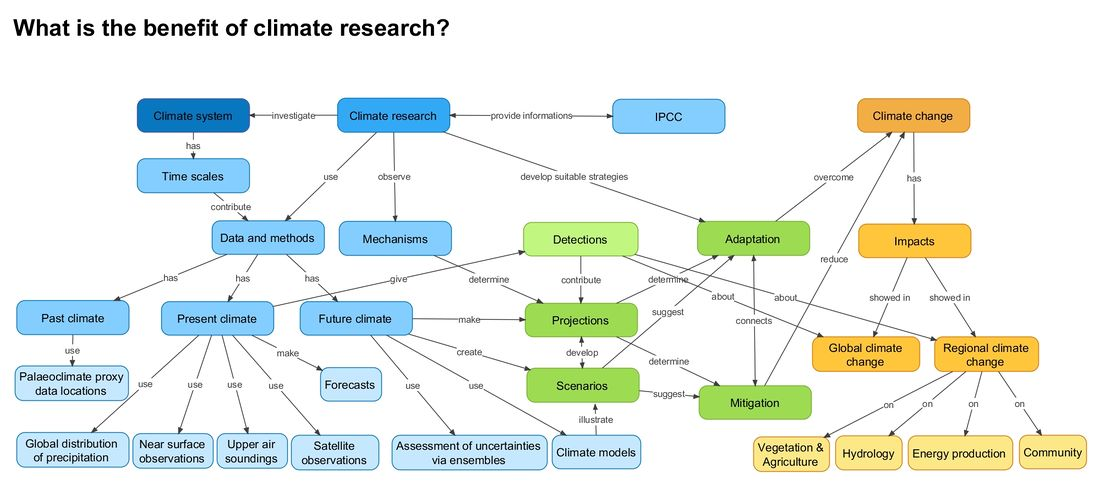 What is the benefit of climate research?
Climate system
investigate
Climate research
provide informations
IPCC
Climate change
has
Time scales
use
observe
develop suitable strategies
overcome
has
contribute
Data and methods
Mechanisms
Detections
Adaptation
Impacts
has
has
has
give
determine
contribute
determine
about
about
reduce
showed in
showed in
Past climate
Present climate
Future climate
make
Projections
suggest
connects
use
make
create
develop
determine
Global climate
change
Regional climate
change
Palaeoclimate proxy
data locations
use
use
use
use
Forecasts
use
use
Scenarios
suggest
Mitigation
illustrate
on
on
on
on
Global distribution
of precipitation
Near surface
observations
Upper air
soundings
Satellite
observations
Assessment of uncertainties
via ensembles
Climate models
Vegetation &
Agriculture
Hydrology
Energy production
Community